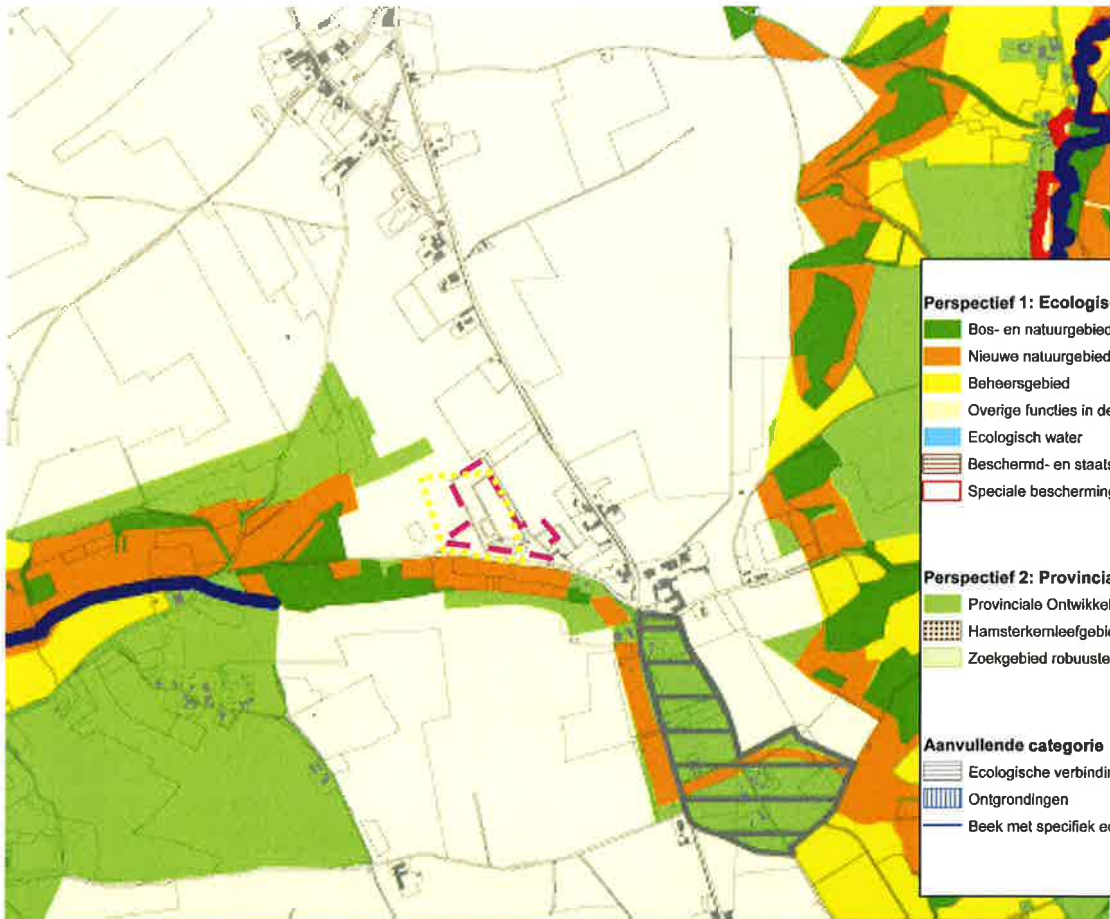 Perspectief 1: Ecologis
Bos- en natuurgebied
Nieuwe natuurgebied
Beheersgebied
Overige functies in de
Ecologisch water
Beschermd- en staats
Speciale bescherming
Perspectief 2: Provincia
Provinciale Ontwikkel
Hamsterkernleefgebie
Zoekgebied robuuste
Aanvullende categorie
Ecologische verbindin
Ontgrondingen
Beek met specifiek ec